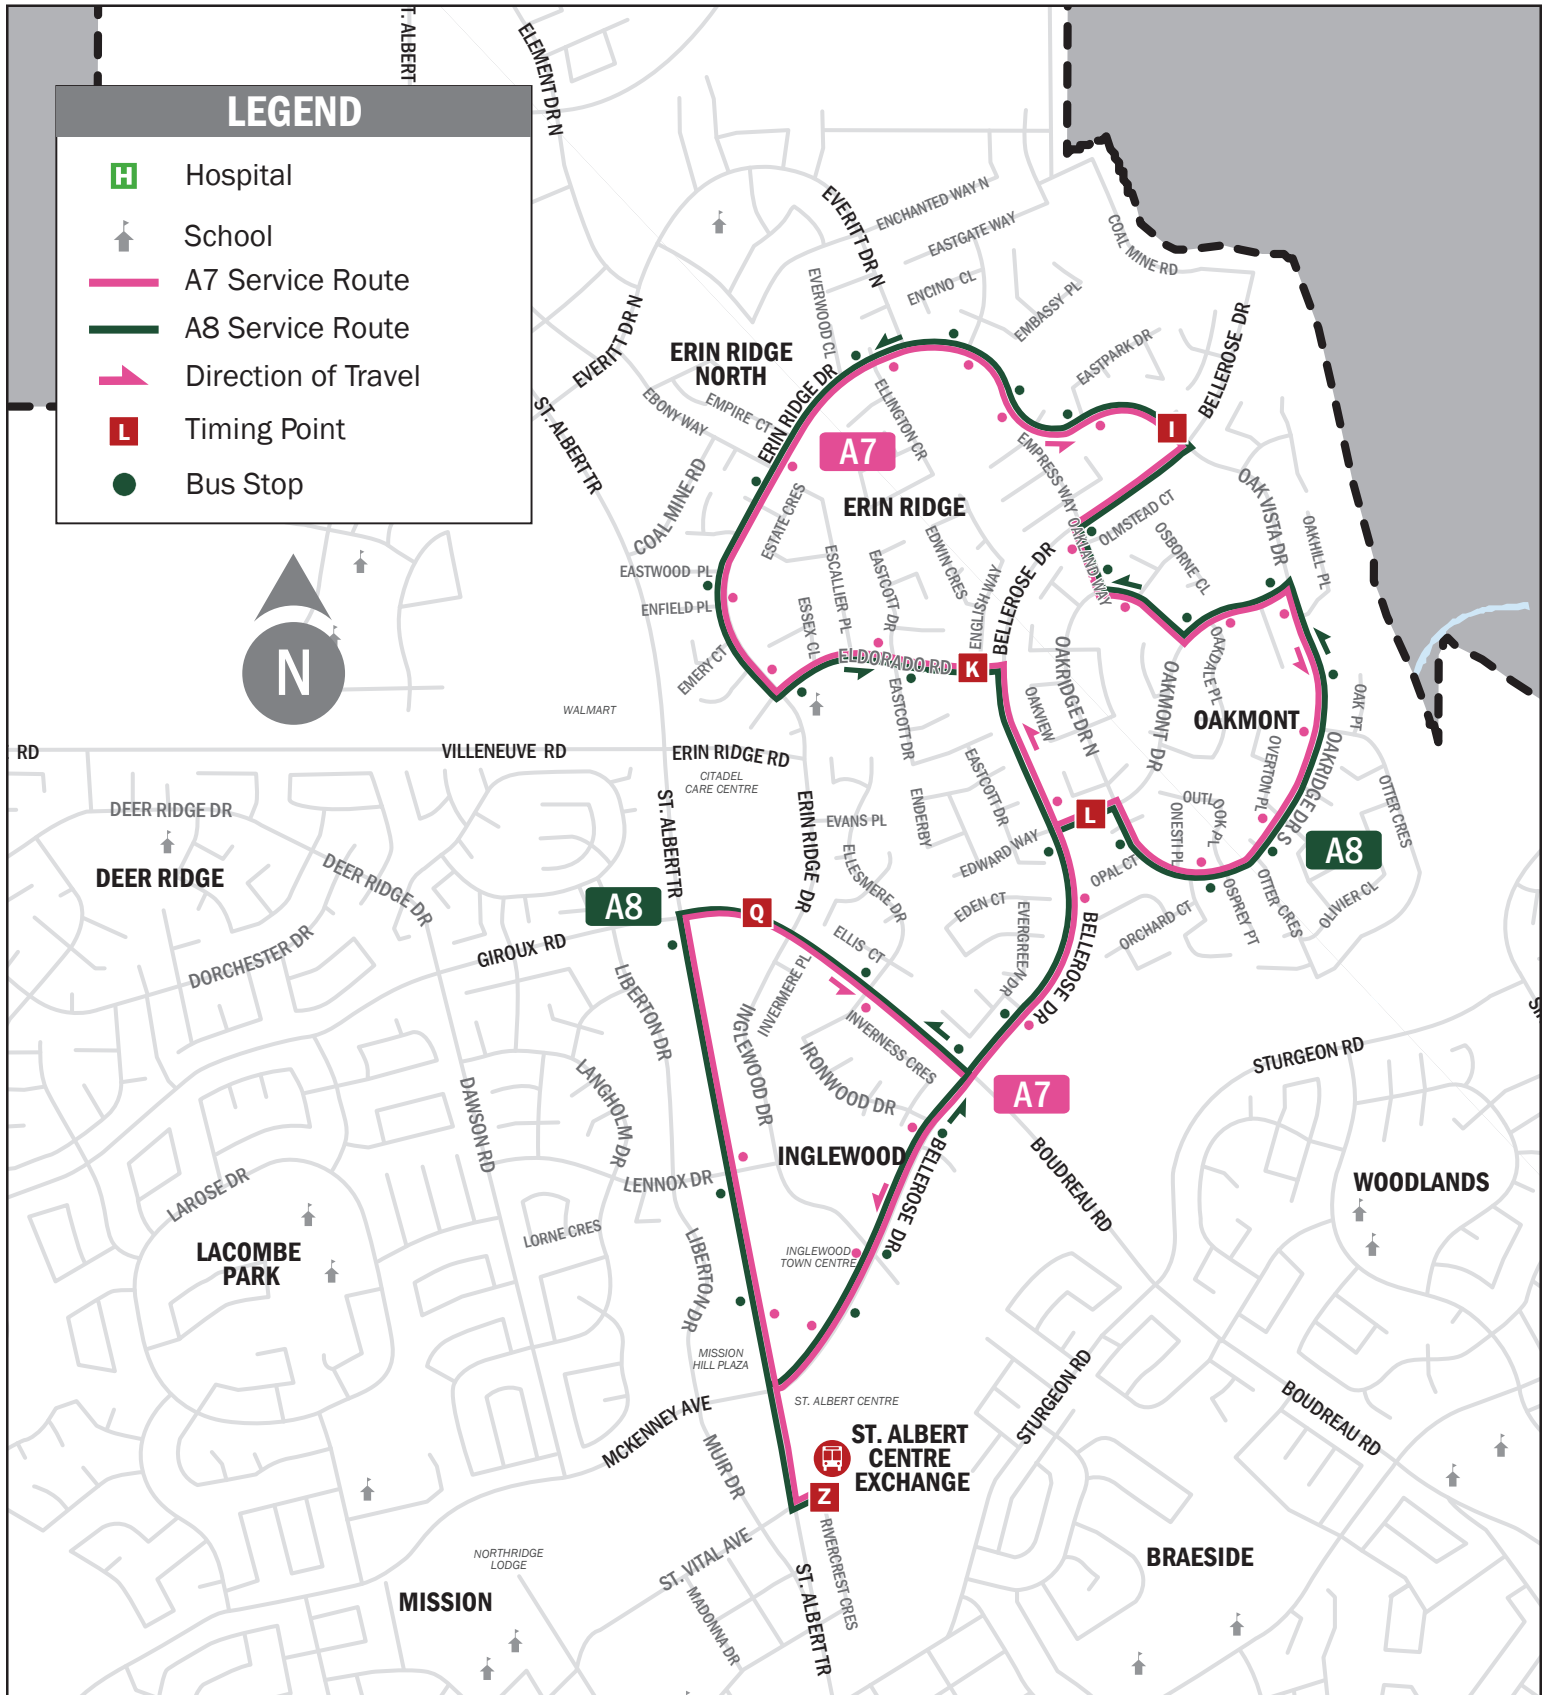 T. ALBERT
ELEMENT DR N
LEGEND
H
Hospital
School
A7 Service Route
A8 Service Route
Direction of Travel
L
Timing Point
Bus Stop
N
EVERITT DR N
ENCHANTED WAY N
EASTGATE WAY
ENCINO CL
COAL MINE RD
EMBASSY PL
EVERWOOD CL
EVERITT DR N
ERIN RIDGE
NORTH
EASTPARK DR
BELLEROSE DR
EBONY WAY
EMPIRE CT
ERIN RIDGE DR
ELLINGTON CR
ST. ALBERT TR
A7
I
EMPRESS WAY
COAL MINE RD
ESTATE CRES
ERIN RIDGE
OAK VISTA DR
OLMSTEAD CT
OAKLAND WAY
OSBORNE CL
OAKHILL PL
EDWIN CRES
ESCALLIER PL
EASTCOTT DR
EASTWOOD PL
ENFIELD PL
ENGLISH WAY
BELLEROSE DR
ESSEX CL
EMERY CT
ELDORADO RD
K
OAKRIDGE DR N
OAKDALE PL
OAKMONT DR
OAKVIEW
OAK PT
WALMART
EASTCOTT DR
OAKMONT
RD
VILLENEUVE RD
ERIN RIDGE RD
CITADEL
CARE CENTRE
OVERTON PL
OAKRIDGE DR S
OTTER CRES
EASTCOTT DR
ENDERBY
ST. ALBERT TR
ERIN RIDGE DR
EVANS PL
OUTLOOK PL
ONESTI PL
L
DEER RIDGE DR
DEER RIDGE
DEER RIDGE DR
ELLESMERE DR
EDWARD WAY
OPAL CT
A8
A8
Q
EDEN CT
EVERGREEN DR
ORCHARD CT
OSPREY PT
OTTER CRES
OLIVIER CL
DORCHESTER DR
GIROUX RD
ELLIS CT
BELLEROSE DR
LIBERTON DR
INVERMERE PL
INGLEWOOD DR
INVERNESS CRES
IRONWOOD DR
STURGEON RD
LANGHOLM DR
DAWSON RD
A7
INGLEWOOD
BELLEROSE DR
BOUDREAU RD
WOODLANDS
LAROSE DR
LENNOX DR
LORNE CRES
LACOMBE
PARK
LIBERTON DR
INGLEWOOD
TOWN CENTRE
MISSION
HILL PLAZA
ST. ALBERT CENTRE
STURGEON RD
BOUDREAU RD
MCKENNEY AVE
MUIR DR
ST. ALBERT
CENTRE
EXCHANGE
Z
RIVERCREST CRES
NORTHRIDGE
LODGE
ST. VITAL AVE
MADONNA DR
ST. ALBERT TR
BRAESIDE
MISSION